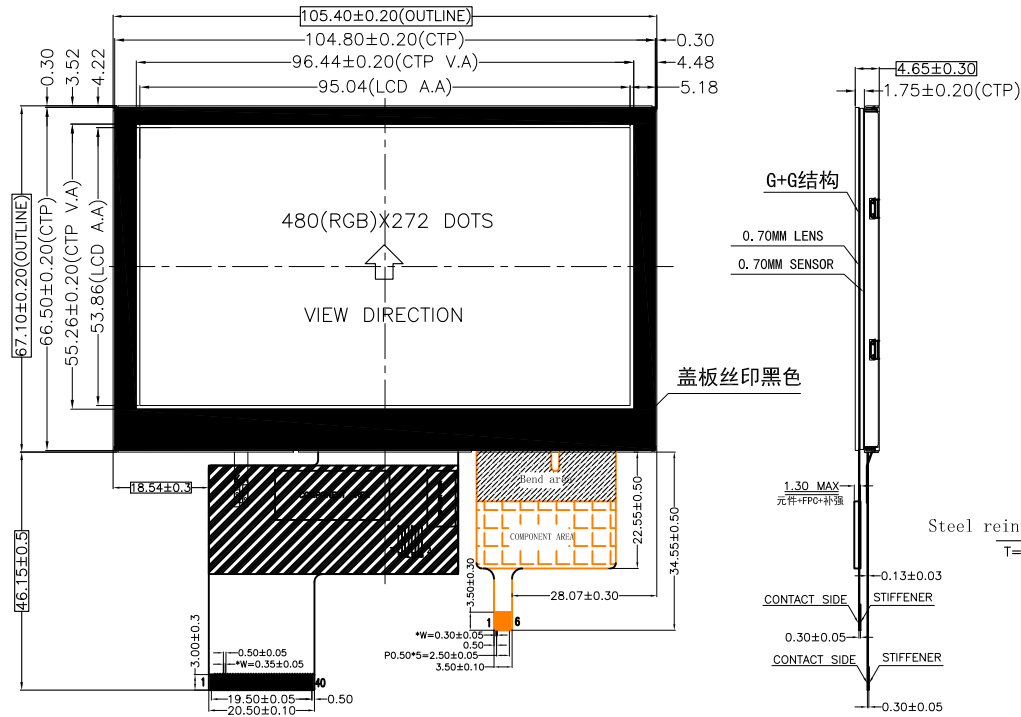 105.40±0.20(OUTLINE)
104.80±0.20(CTP)
0.30
96.44±0.20(CTP V.A)
4.48
95.04(LCD A.A)
5.18
0.30
3.52
4.22
67.10±0.20(OUTLINE)
66.50±0.20(CTP)
55.26±0.20(CTP V.A)
53.86(LCD A.A)
480(RGB)X272 DOTS
VIEW DIRECTION
4.65±0.30
1.75±0.20(CTP)
G+G结构
0.70MM LENS
0.70MM SENSOR
盖板丝印黑色
18.54±0.3
46.15±0.5
Bend area
COMPONENT AREA
22.55±0.50
34.55±0.50
3.50±0.30
28.07±0.30
1
6
*W=0.30±0.05
0.50
P0.50*5=2.50±0.05
3.50±0.10
3.00±0.3
0.50±0.05
*W=0.35±0.05
1
40
19.50±0.05
0.50
20.50±0.10
1.30 MAX
元件+FPC+补强
Steel rein
T=
0.13±0.03
CONTACT SIDE
STIFFENER
0.30±0.05
CONTACT SIDE
STIFFENER
0.30±0.05